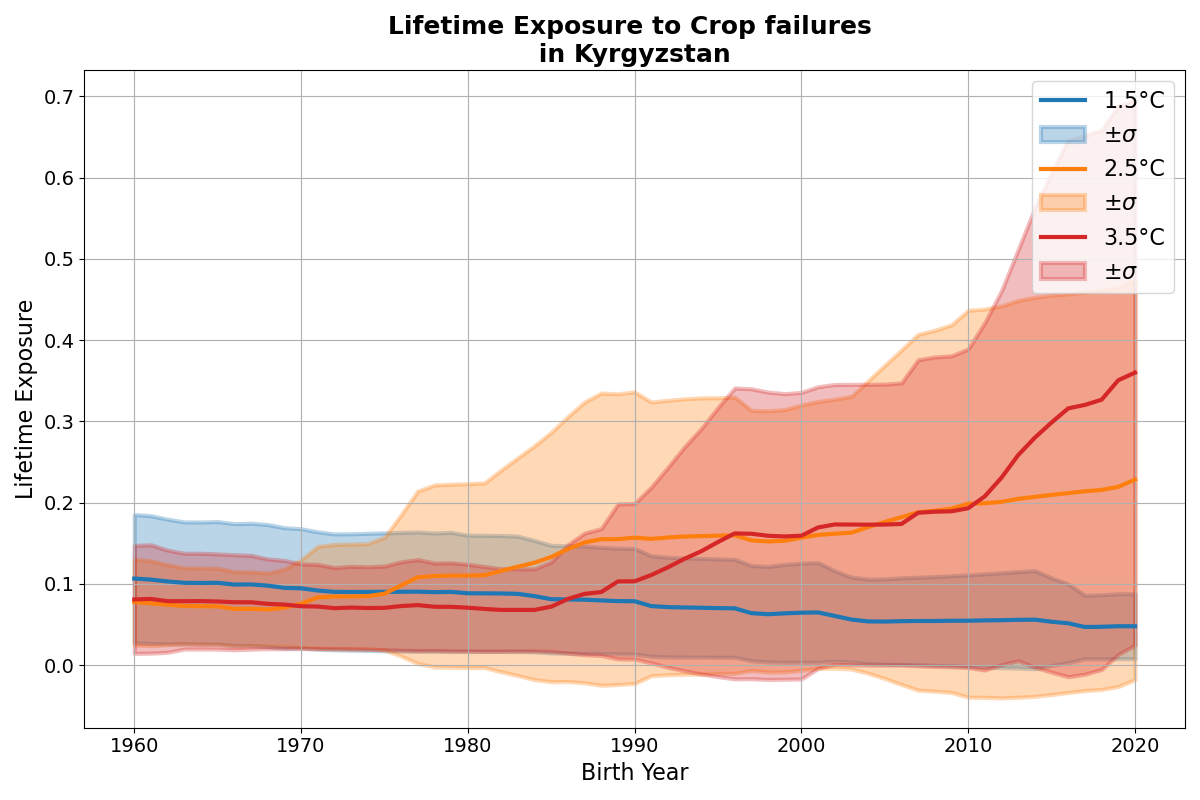 Lifetime Exposure to Crop failures
in Kyrgyzstan
Lifetime Exposure
0.7
0.6
0.5
0.4
0.3
0.2
0.1
0.0
1.5°C
±σ
2.5°C
±σ
3.5°C
±σ
1960
1970
1980
1990
2000
2010
2020
Birth Year